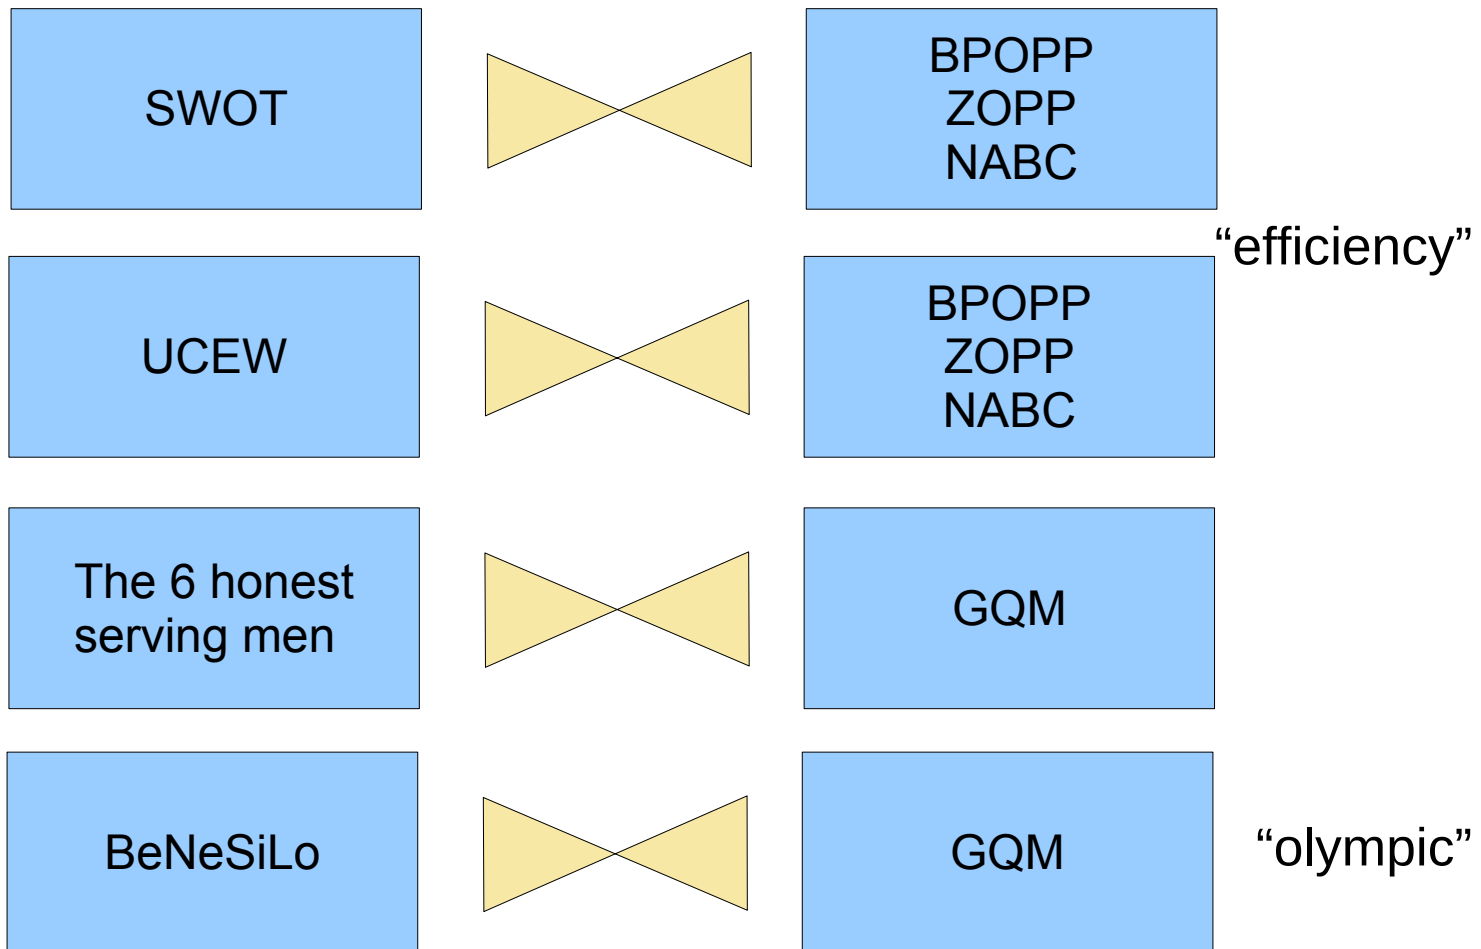 SWOT
BPOPP
ZOPP
NABC
“efficiency”
UCEW
BPOPP
ZOPP
NABC
The 6 honest
serving men
GQM
BeNeSiLo
GQM
“olympic”